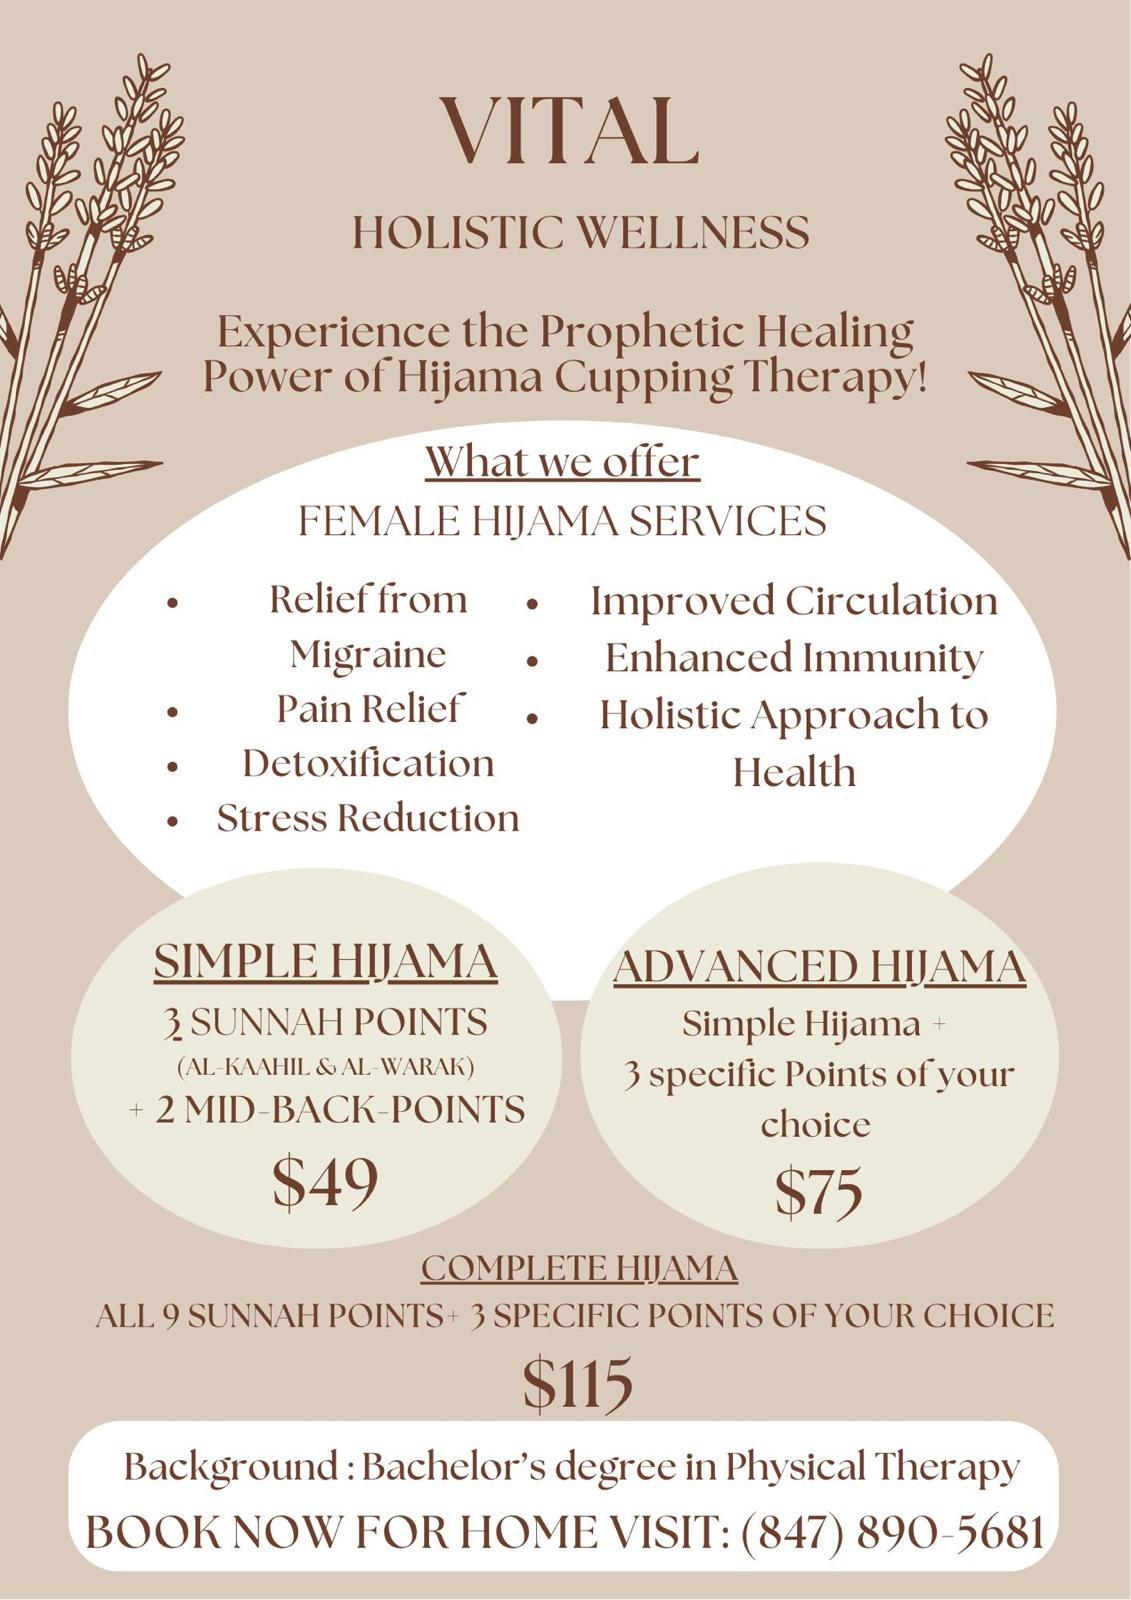 VITAL
HOLISTIC WELLNESS
Experience the Prophetic Healing
Power of Hijama Cupping Therapy!
What we offer
FEMALE HIJAMA SERVICES
• Relief from
Migraine
• Pain Relief
• Detoxification
• Stress Reduction
• Improved Circulation
• Enhanced Immunity
• Holistic Approach to
Health
SIMPLE HIJAMA
3 SUNNAH POINTS
(AL-KAAHIL & AL-WARAK)
+ 2 MID-BACK-POINTS
$49
ADVANCED HIJAMA
Simple Hijama +
3 specific Points of your
choice
$75
COMPLETE HIJAMA
ALL 9 SUNNAH POINTS+ 3 SPECIFIC POINTS OF YOUR CHOICE
$115
Background : Bachelor's degree in Physical Therapy
BOOK NOW FOR HOME VISIT: (847) 890-5681